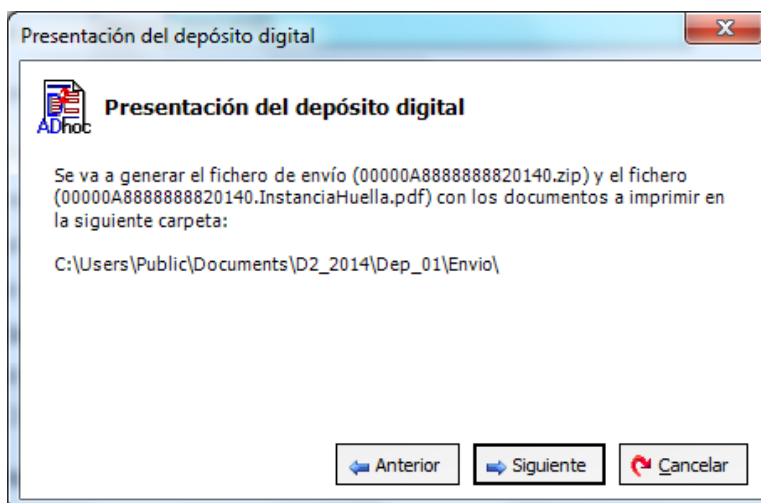 Presentación del depósito digital
ADhoc
Presentación del depósito digital
Se va a generar el fichero de envío (00000A8888888820140.zip) y el fichero
(00000A8888888820140.InstanciaHuella.pdf) con los documentos a imprimir en
la siguiente carpeta:
C:\Users\Public\Documents\D2_2014\Dep_01\Envio\
Anterior
Siguiente
Cancelar